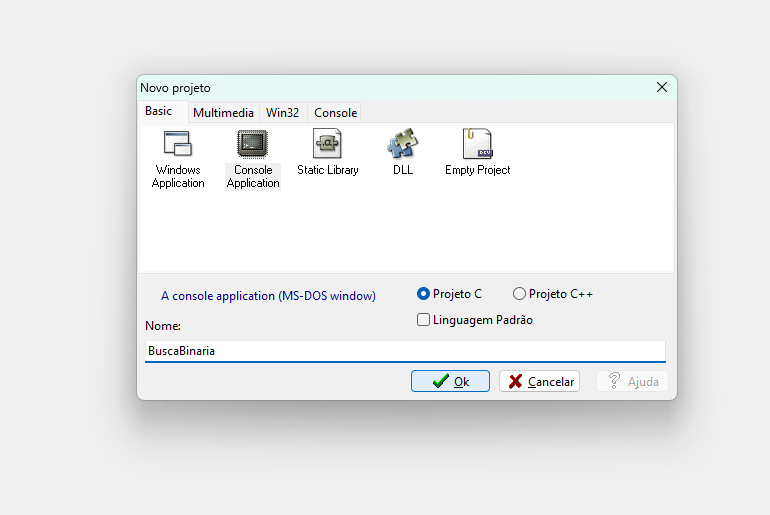 Novo projeto
Basic Multimedia Win32 Console
Windows Application
Console Application
Static Library
DLL
Empty Project
A console application (MS-DOS window)
Projeto C Projeto C++
Linguagem Padrão
Nome:
BuscaBinaria
Ok Cancelar Ajuda